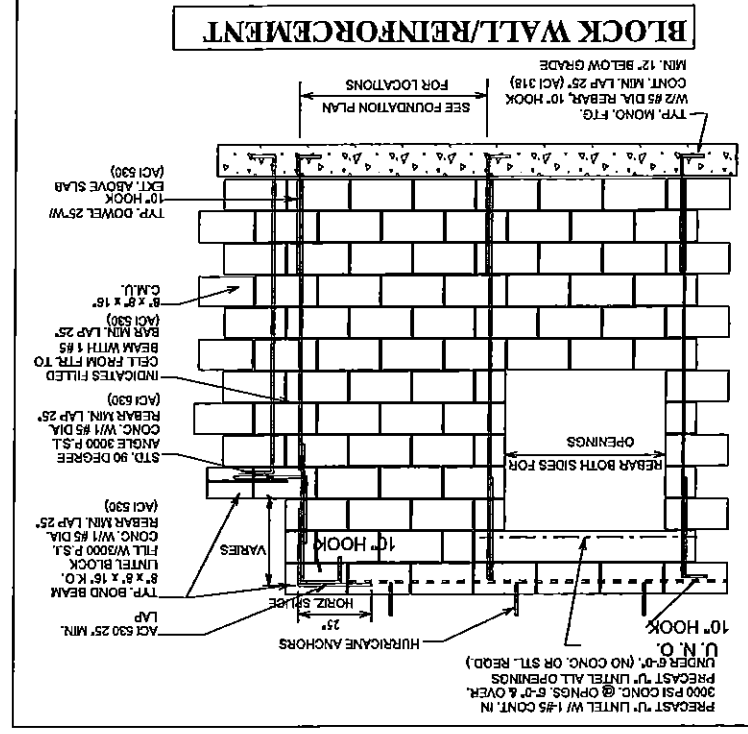 PRECAST "U" LINTEL W/ 1-#5 CONT. IN
3000 PSI CONC. @ OPNGS. 6'-0" & OVER.
PRECAST "U" LINTEL ALL OPENINGS
UNDER 6'-0". (NO CONC. OR STL. REQD.)
U. N. O.
10" HOOK
HURRICANE ANCHORS
25"
HORIZ. SPLICE
10" HOOK
VARIES
ACI 530 25" MIN.
LAP
TYP. BOND BEAM
8" x 8" x 16" K.O.
LINTEL BLOCK
FILL W/3000 P.S.I.
CONC. W/1 #5 DIA.
REBAR MIN. LAP 25"
(ACI 530)
STD. 90 DEGREE
ANGLE 3000 P.S.I.
CONC. W/1 #5 DIA
REBAR MIN. LAP 25"
(ACI 530)
REBAR BOTH SIDES FOR
OPENINGS
INDICATES FILLED
CELL FROM FTR. TO
BEAM WITH 1 #5
BAR MIN. LAP 25"
(ACI 530)
8" x 8" x 16"
C.M.U.
TYP. DOWEL 25"W/
10" HOOK
EXT. ABOVE SLAB
(ACI 530)
TYP. MONO. FTG.
W/2 #5 DIA. REBAR, 10" HOOK
CONT. MIN. LAP 25" (ACI 318)
MIN. 12" BELOW GRADE
SEE FOUNDATION PLAN
FOR LOCATIONS
BLOCK WALL/REINFORCEMENT